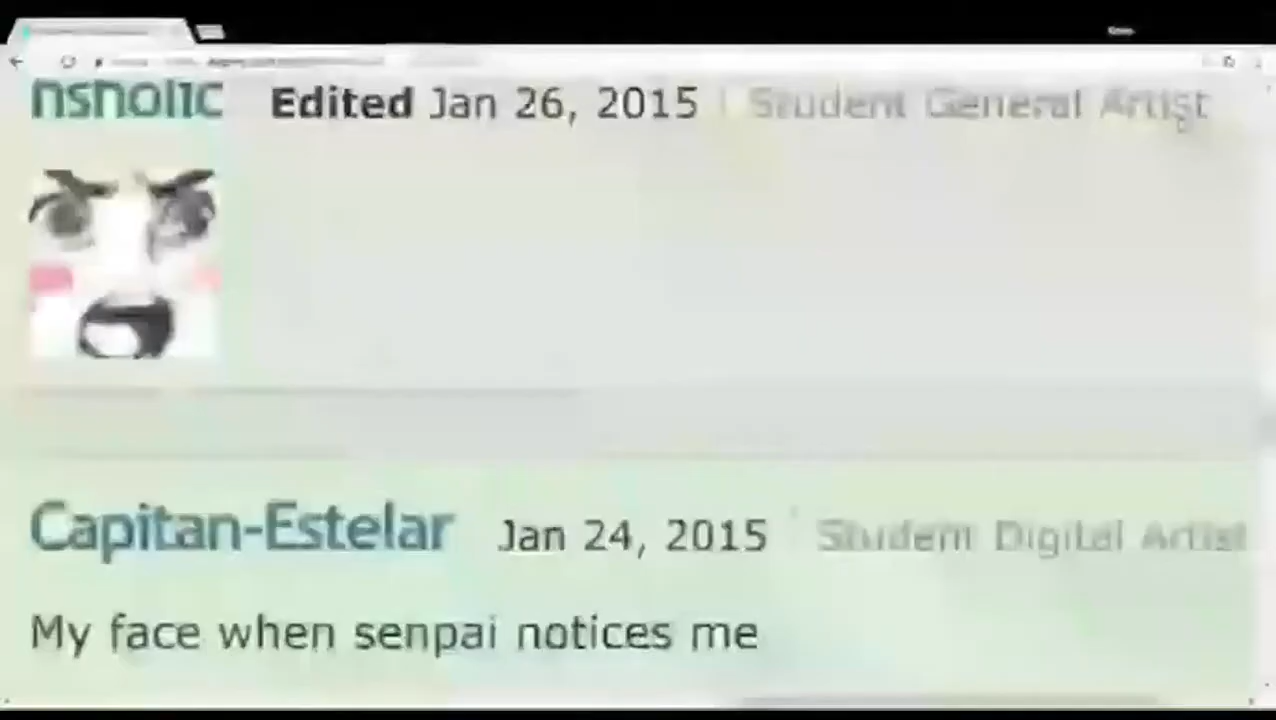 nsholic Edited Jan 26, 2015 Student General Artist
Capitan-Estelar Jan 24, 2015 Student Digital Artist
My face when senpai notices me